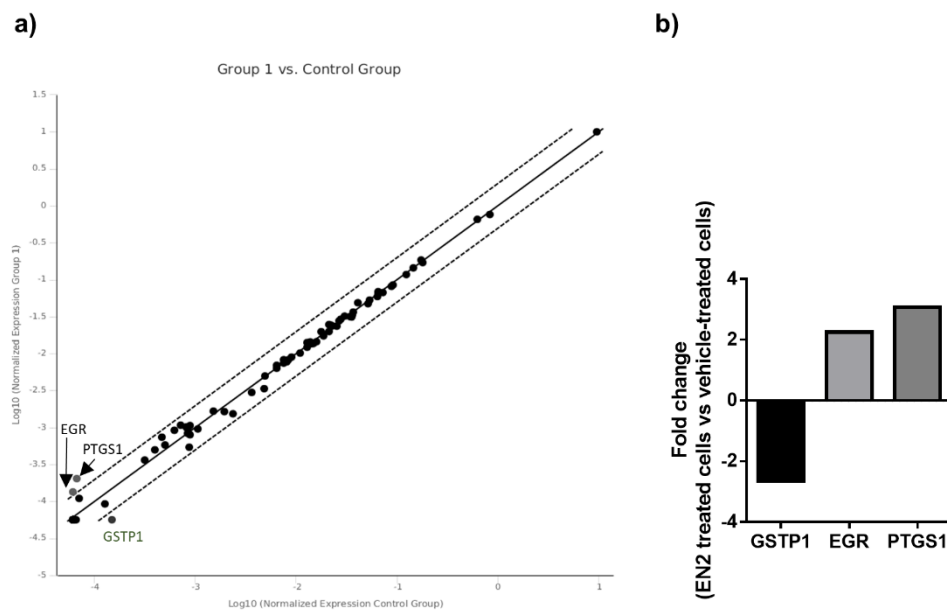 a)
Group 1 vs. Control Group
Log10 (Normalized Expression Group 1)
1.5
1
0.5
0
-0.5
-1
-1.5
-2
-2.5
-3
-3.5
-4
-4.5
-5
EGR
PTGS1
GSTP1
-4
-3
-2
-1
0
1
Log10 (Normalized Expression Control Group)
b)
Fold change
(EN2 treated cells vs vehicle-treated cells)
4
2
0
-2
-4
GSTP1 EGR PTGS1